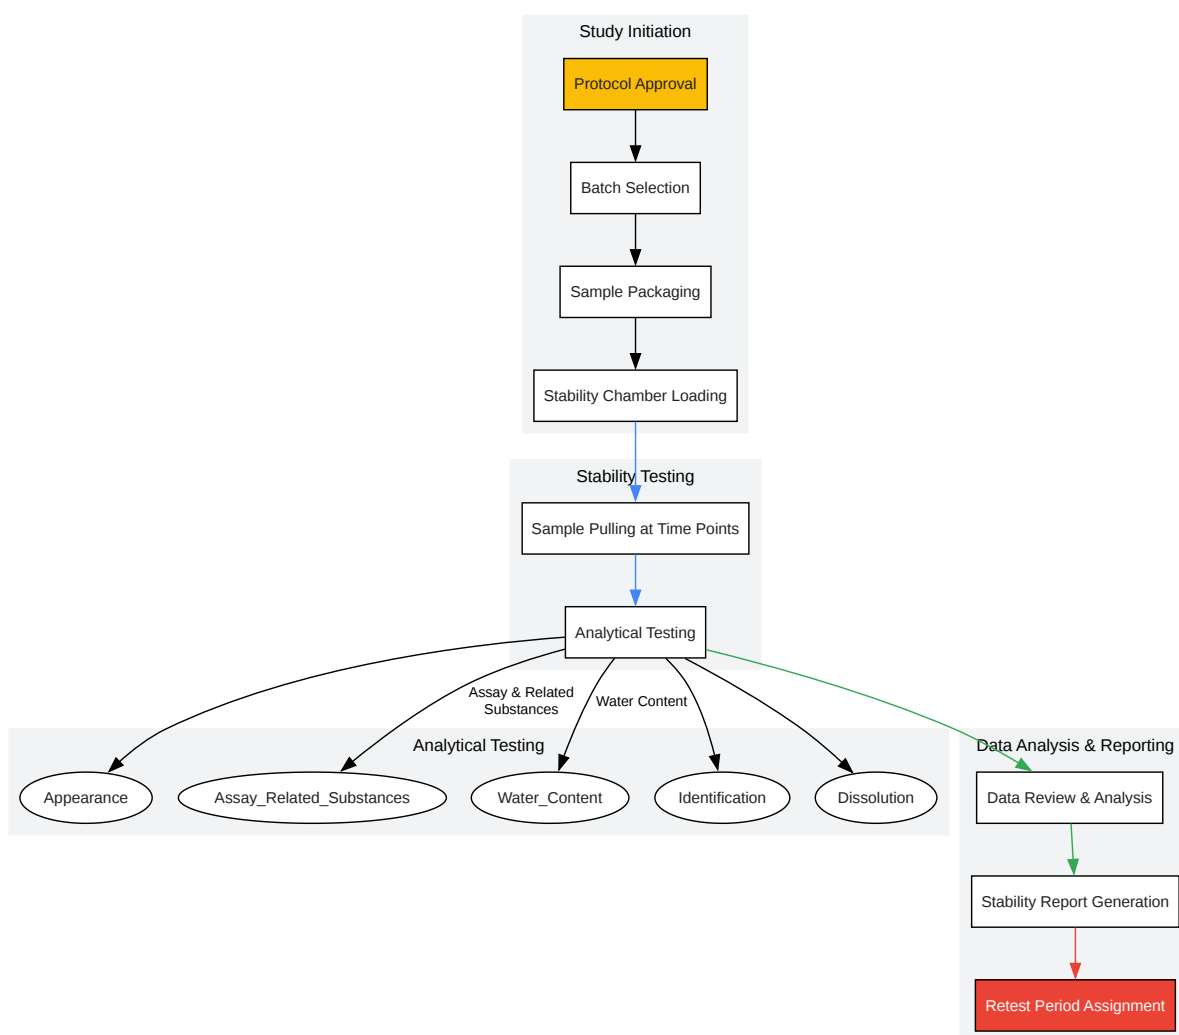 Study Initiation
Protocol Approval
Batch Selection
Sample Packaging
Stability Chamber Loading
Stability Testing
Sample Pulling at Time Points
Analytical Testing
Assay & Related
Substances
Water Content
Analytical Testing
Appearance
Assay_Related_Substances
Water_Content
Identification
Dissolution
Data Analysis & Reporting
Data Review & Analysis
Stability Report Generation
Retest Period Assignment